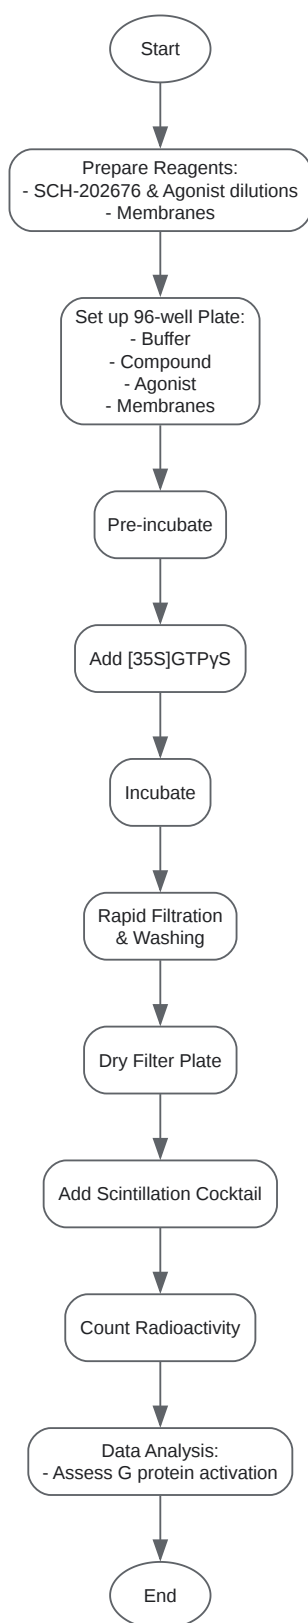 Start
Prepare Reagents:
- SCH-202676 & Agonist dilutions
- Membranes
Set up 96-well Plate:
- Buffer
- Compound
- Agonist
- Membranes
Pre-incubate
Add [35S]GTPγS
Incubate
Rapid Filtration
& Washing
Dry Filter Plate
Add Scintillation Cocktail
Count Radioactivity
Data Analysis:
- Assess G protein activation
End